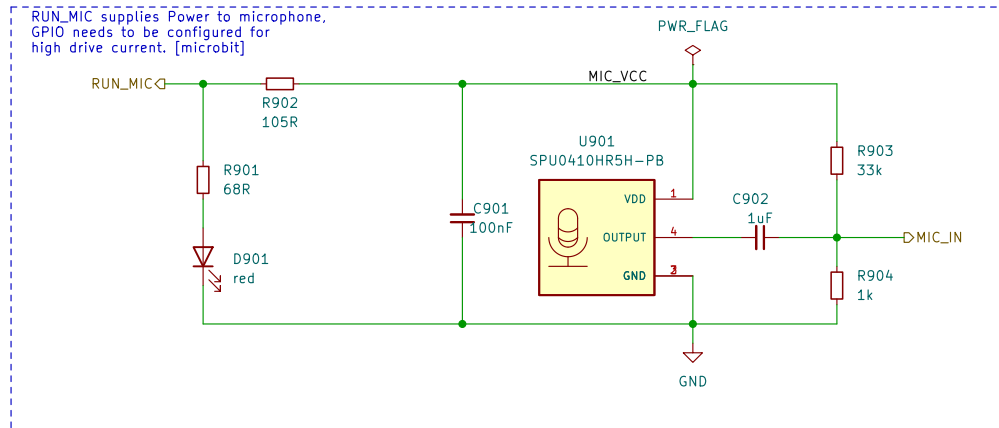 RUN_MIC supplies Power to microphone,
GPIO needs to be configured for
high drive current. [microbit]
PWR_FLAG
RUN_MIC
MIC_VCC
R902
105R
U901
SPU0410HR5H-PB
R903
33k
R901
68R
VDD
1
C901
100nF
C902
1uF
OUTPUT
4
MIC_IN
D901
red
GND
R904
1k
GND